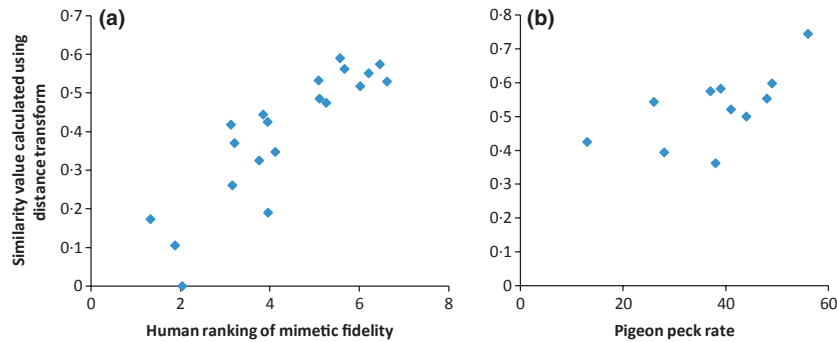 (a)
Similarity value calculated using
distance transform
0·7
0·6
0·5
0·4
0·3
0·2
0·1
0
0 2 4 6 8
Human ranking of mimetic fidelity
(b)
0·8
0·7
0·6
0·5
0·4
0·3
0·2
0·1
0
0 20 40 60
Pigeon peck rate